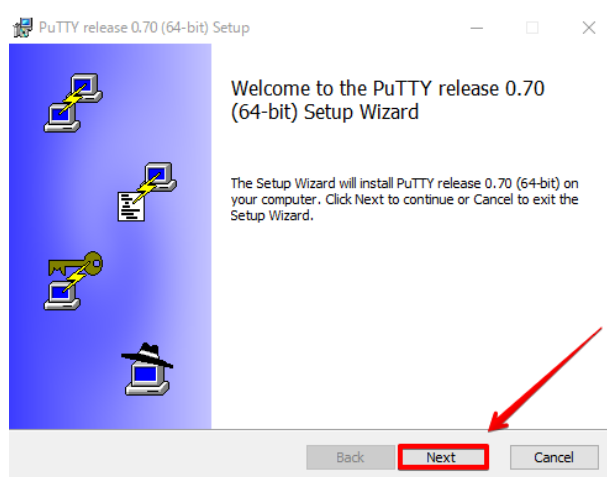 PuTTY release 0.70 (64-bit) Setup
Welcome to the PuTTY release 0.70
(64-bit) Setup Wizard
The Setup Wizard will install PuTTY release 0.70 (64-bit) on
your computer. Click Next to continue or Cancel to exit the
Setup Wizard.
Back Next Cancel